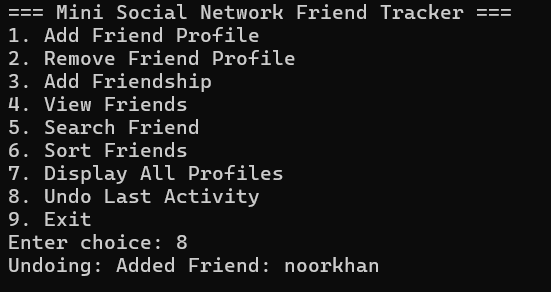 === Mini Social Network Friend Tracker ===
1. Add Friend Profile
2. Remove Friend Profile
3. Add Friendship
4. View Friends
5. Search Friend
6. Sort Friends
7. Display All Profiles
8. Undo Last Activity
9. Exit
Enter choice: 8
Undoing: Added Friend: noorkhan